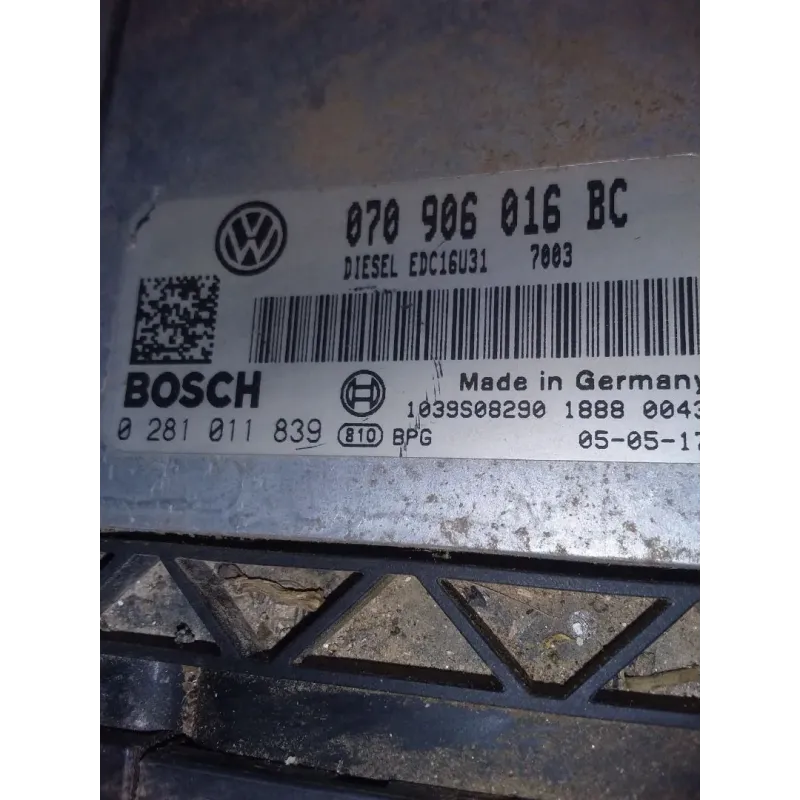 070 906 016 BC
DIESEL EDC16U31 7003
BOSCH
Made in Germany
1039S08290 1888 0043
0 281 011 839 810 BPG 05-05-17